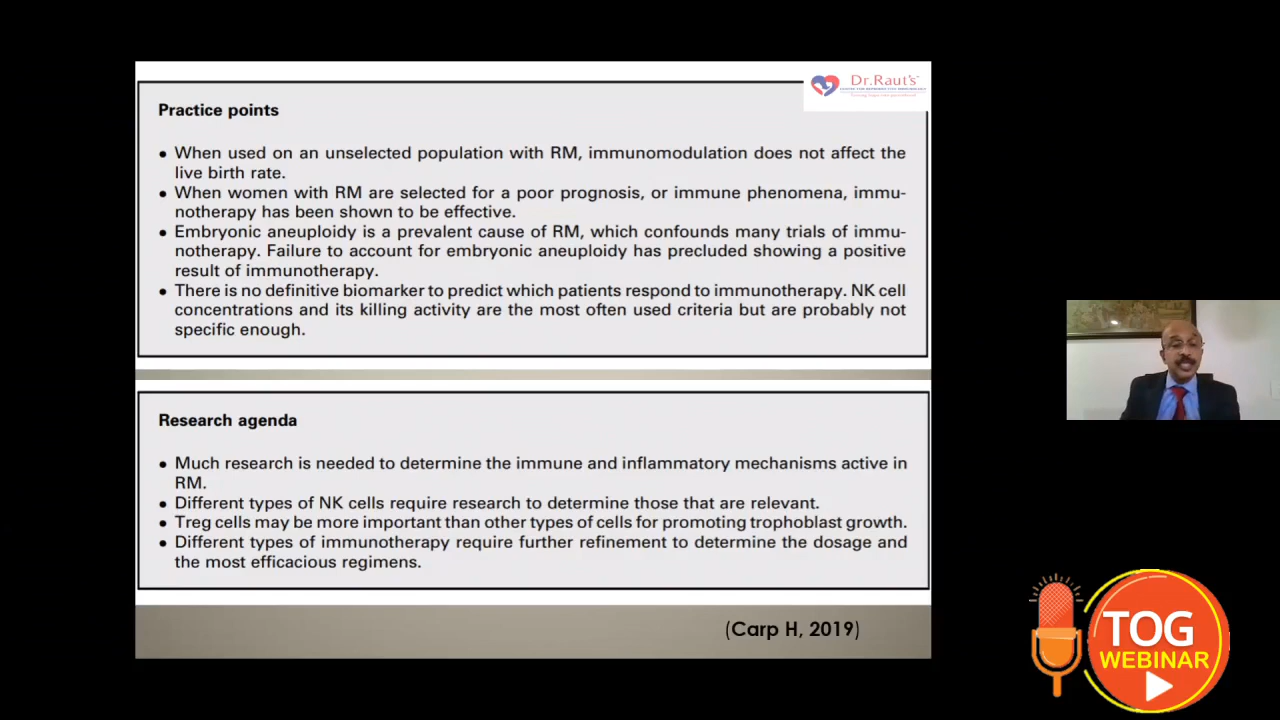 Dr.Raut's
Practice points
• When used on an unselected population with RM, immunomodulation does not affect the
live birth rate.
• When women with RM are selected for a poor prognosis, or immune phenomena, immu-
notherapy has been shown to be effective.
• Embryonic aneuploidy is a prevalent cause of RM, which confounds many trials of immu-
notherapy. Failure to account for embryonic aneuploidy has precluded showing a positive
result of immunotherapy.
• There is no definitive biomarker to predict which patients respond to immunotherapy. NK cell
concentrations and its killing activity are the most often used criteria but are probably not
specific enough.
Research agenda
• Much research is needed to determine the immune and inflammatory mechanisms active in
RM.
• Different types of NK cells require research to determine those that are relevant.
• Treg cells may be more important than other types of cells for promoting trophoblast growth.
• Different types of immunotherapy require further refinement to determine the dosage and
the most efficacious regimens.
(Carp H, 2019)
TOG
WEBINAR